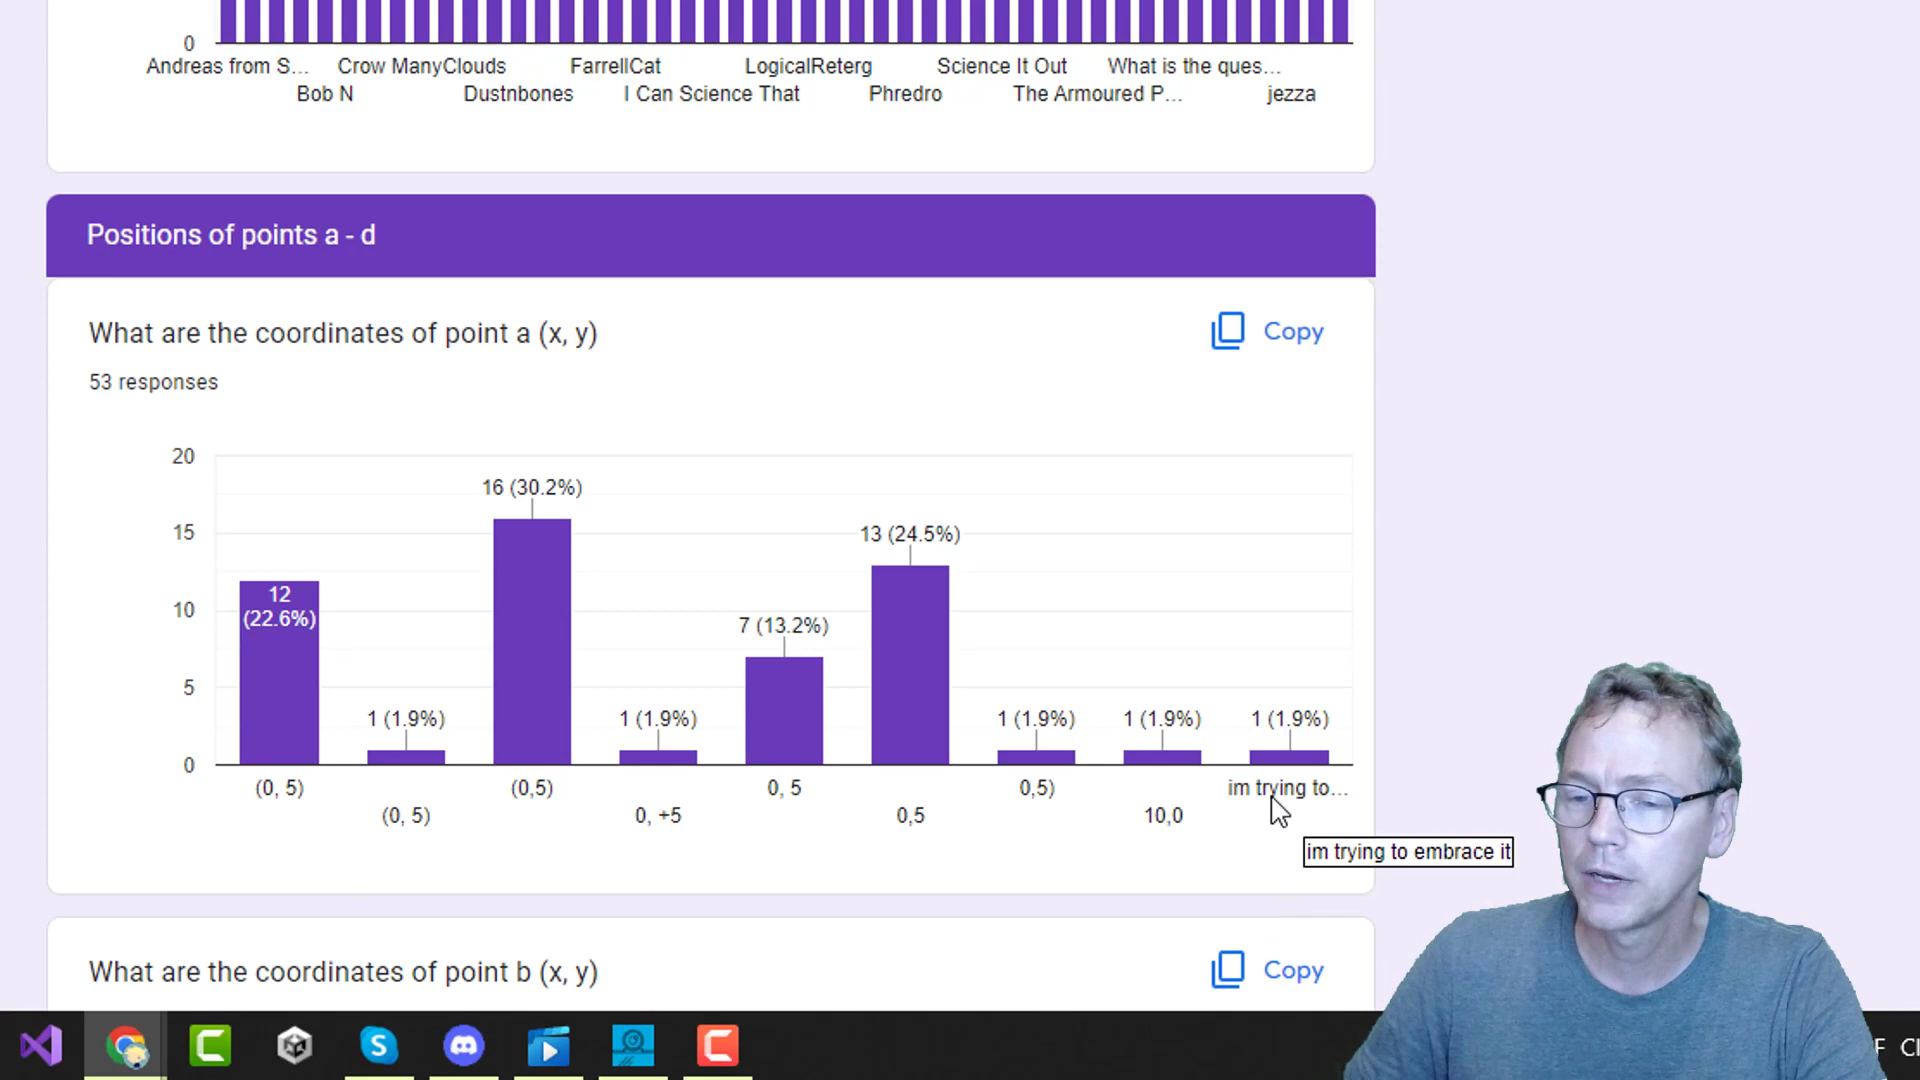 0
Andreas from S... Crow ManyClouds FarrellCat LogicalReterg Science It Out What is the ques...
Bob N Dustnbones I Can Science That Phredro The Armoured P... jezza
Positions of points a - d
What are the coordinates of point a (x, y)
Copy
53 responses
20
16 (30.2%)
15
13 (24.5%)
12
(22.6%)
10
7 (13.2%)
5
1 (1.9%) 1 (1.9%) 1 (1.9%) 1 (1.9%) 1 (1.9%)
0
(0, 5) (0,5) 0, 5 0,5) im trying to...
(0, 5) 0, +5 0,5 10,0
im trying to embrace it
What are the coordinates of point b (x, y)
Copy